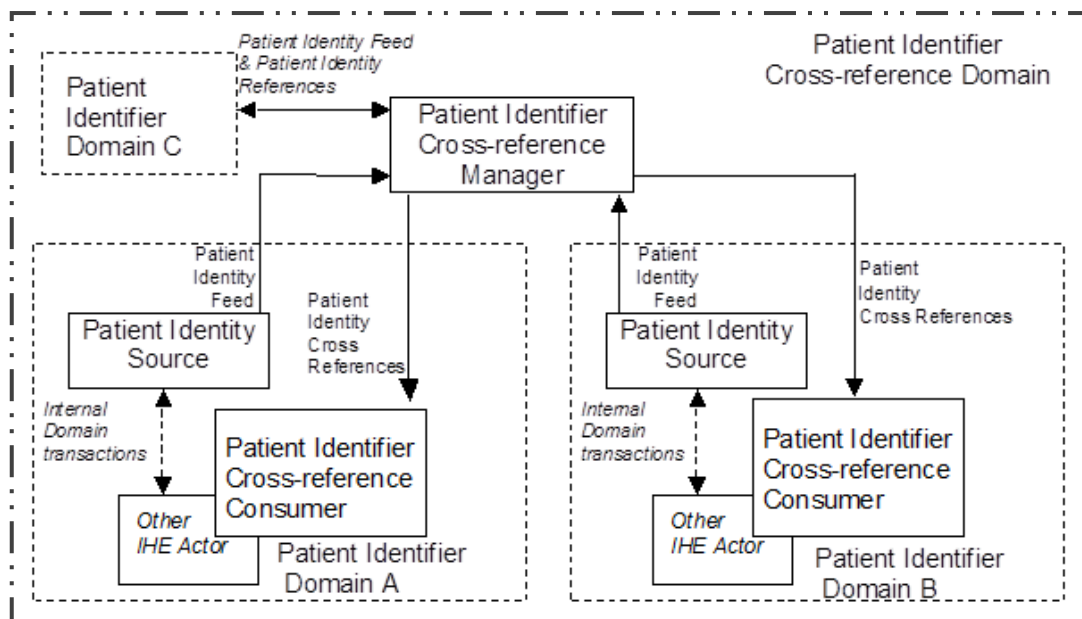 Patient Identity Feed
& Patient Identity
References
Patient Identifier
Cross-reference Domain
Patient
Identifier
Domain C
Patient Identifier
Cross-reference
Manager
Patient
Identity
Feed
Patient
Identity
Cross
References
Patient Identity
Source
Internal
Domain
transactions
Patient Identifier
Cross-reference
Consumer
Other
IHE Actor
Patient Identifier
Domain A
Patient
Identity
Feed
Patient
Identity
Cross References
Patient Identity
Source
Internal
Domain
transactions
Patient Identifier
Cross-reference
Consumer
Other
IHE Actor
Patient Identifier
Domain B